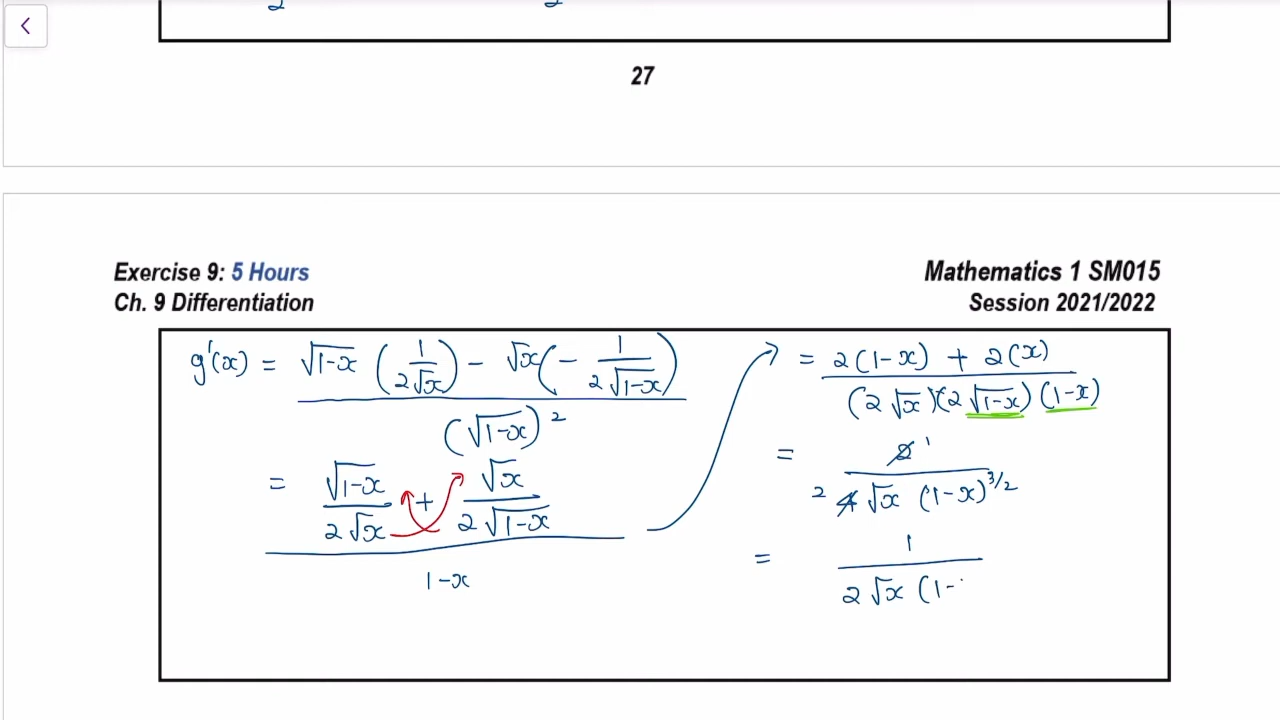 27
Exercise 9: 5 Hours
Mathematics 1 SM015
Ch. 9 Differentiation
Session 2021/2022
g'(x) = (√(1-x) (1/(2√x)) - √x(- 1/(2√(1-x)))) / (√(1-x))²
= (√(1-x)/(2√x) + √x/(2√(1-x))) / (1-x)
= (2(1-x) + 2(x)) / ((2√x)(2√(1-x))(1-x))
= 2 1 / (2 4√x (1-x)^(3/2))
= 1 / (2√x (1-